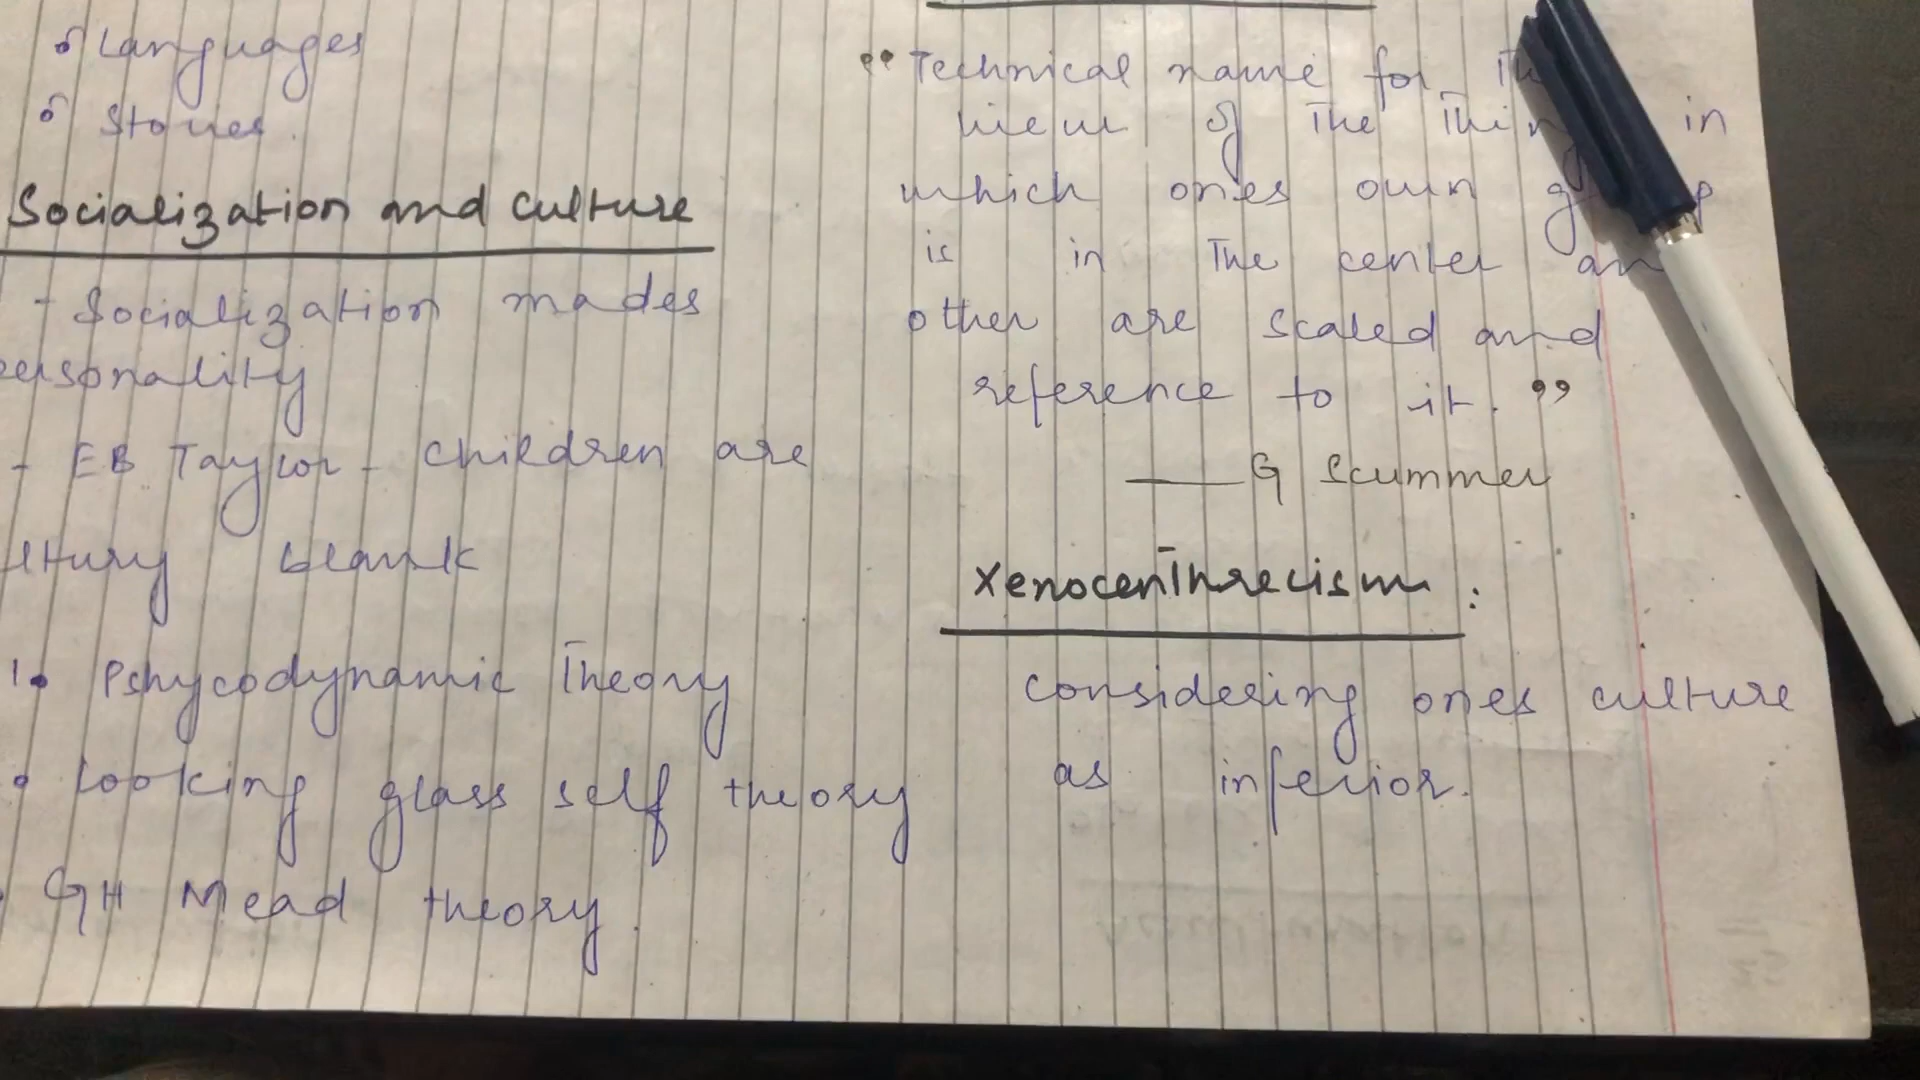 Languages
Stories.
Socialization and culture
- Socialization mades
personality
- EB Taylor - children are
blank
1. Pshycodynamic Theory
Looking glass self theory
GH Mead theory.
"Technical name for
view of the in
which ones own
is in the center
other are scaled and
reference to it."
— G Scummer
Xenocenthrecism :
considering ones culture
as inferior.